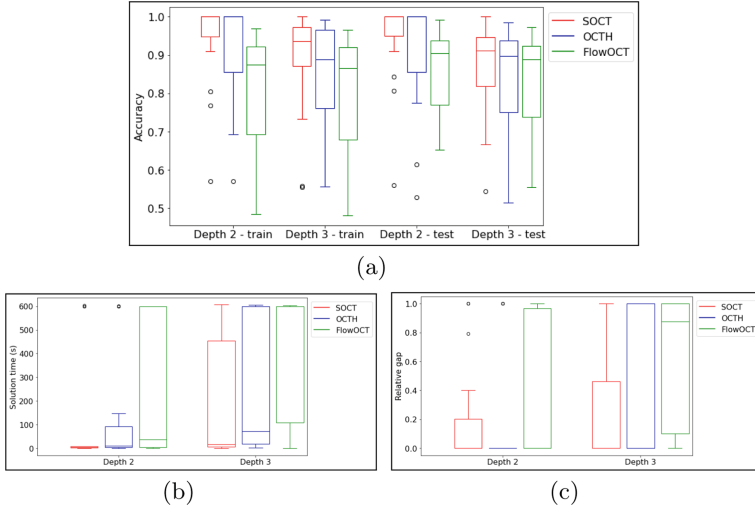 1.0
0.9
0.8
0.7
0.6
0.5
Accuracy
Depth 2 - train
Depth 3 - train
Depth 2 - test
Depth 3 - test
SOCT
OCTH
FlowOCT
(a)
600
500
400
300
200
100
0
Solution time (s)
Depth 2
Depth 3
SOCT
OCTH
FlowOCT
(b)
1.0
0.8
0.6
0.4
0.2
0.0
Relative gap
Depth 2
Depth 3
SOCT
OCTH
FlowOCT
(c)